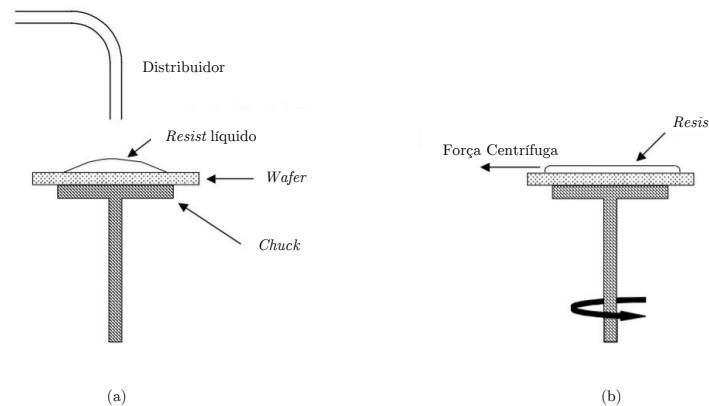 Distribuidor
Resist líquido
Wafer
Chuck
(a)
Resis
Força Centrífuga
(b)